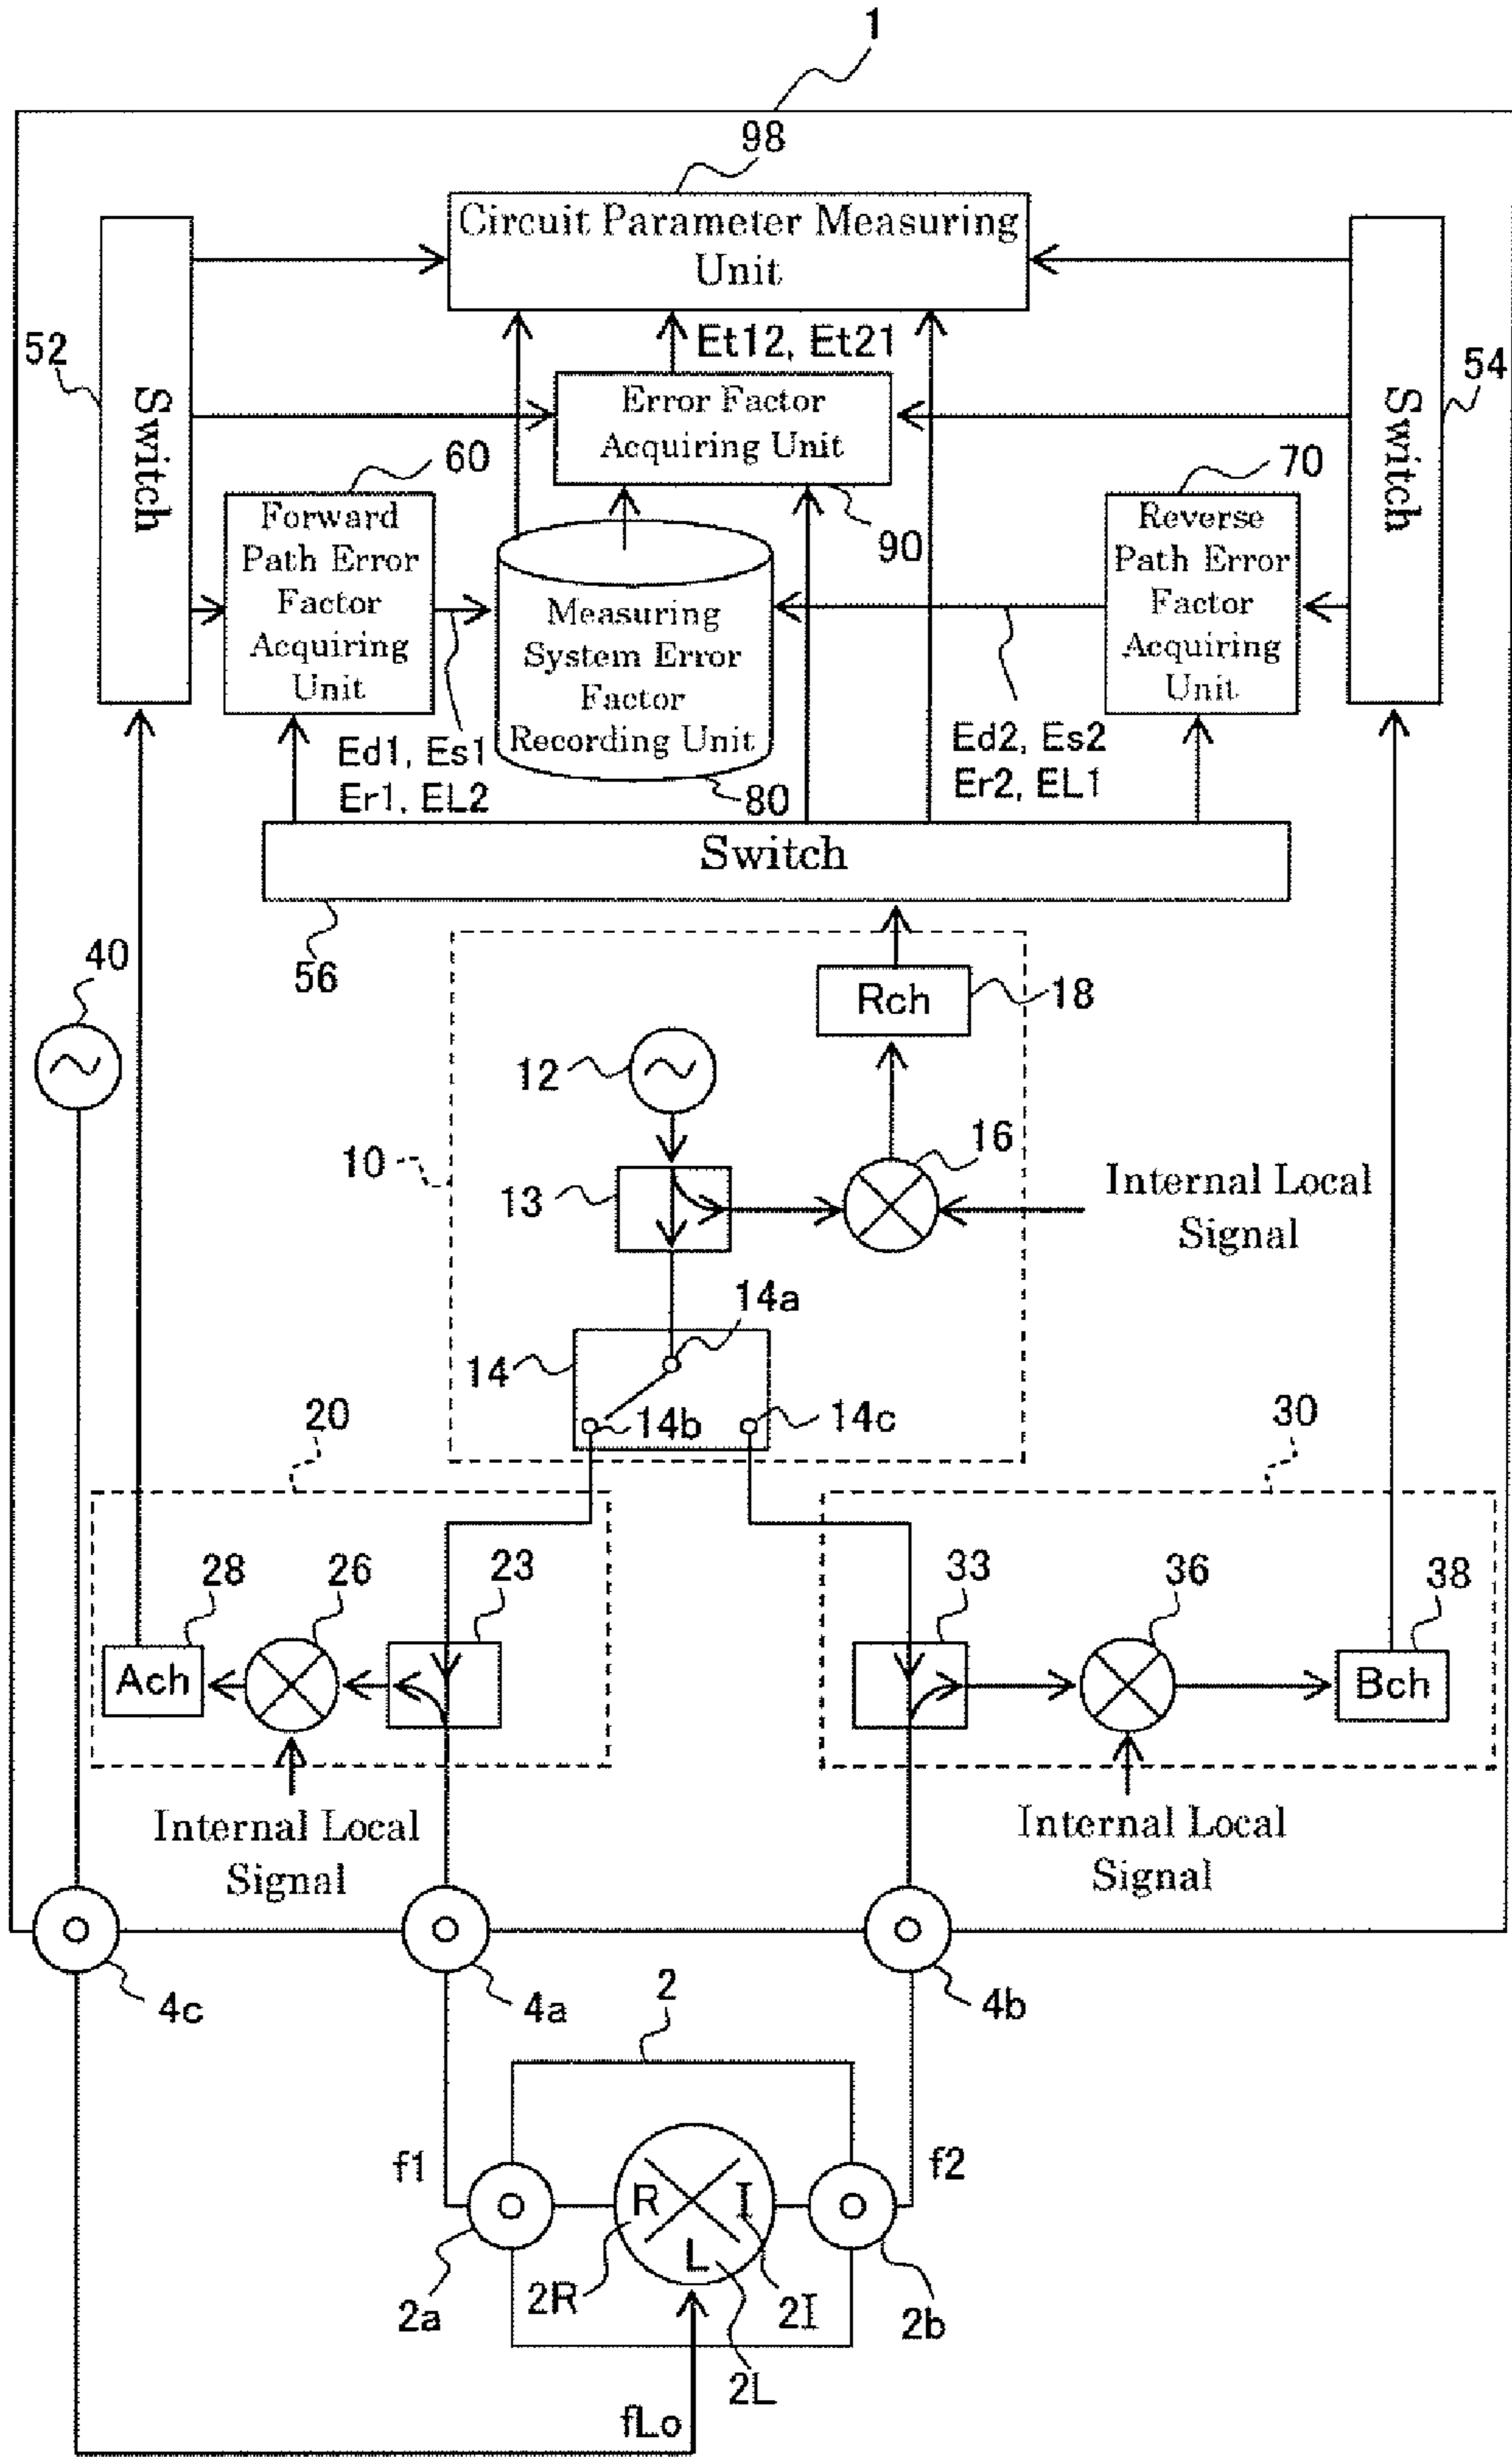 1
98
Circuit Parameter Measuring
Unit
52
Switch
Et12, Et21
54
Switch
Error Factor
Acquiring Unit
90
60
Forward
Path Error
Factor
Acquiring
Unit
70
Reverse
Path Error
Factor
Acquiring
Unit
Measuring
System Error
Factor
Recording Unit
80
Ed1, Es1
Er1, EL2
Ed2, Es2
Er2, EL1
Switch
56
40
Rch
18
12
10
13
16
Internal Local
Signal
14a
14
14b
14c
20
30
28
26
23
33
36
38
Ach
Bch
Internal Local
Signal
Internal Local
Signal
4c
4a
4b
2
f1
f2
R
I
L
2a
2R
2I
2b
2L
fLo